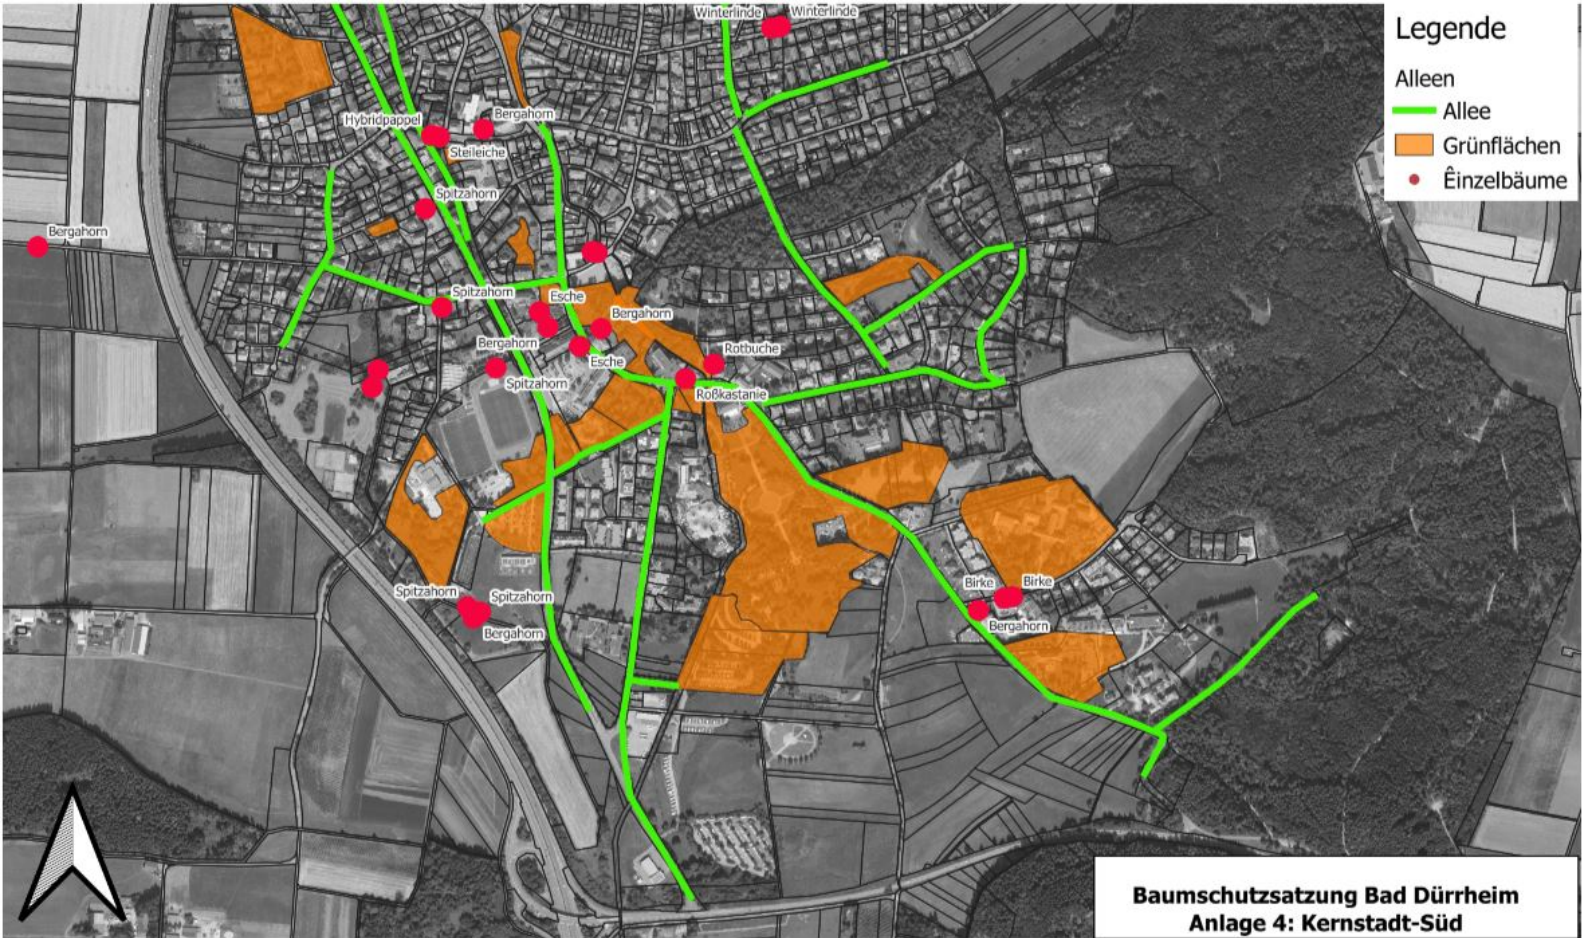 Winterlinde
Winterlinde
Legende
Alleen
Allee
Grünflächen
Êinzelbäume
Hybridpappel
Bergahorn
Steileiche
Spitzahorn
Bergahorn
Spitzahorn
Esche
Bergahorn
Bergahorn
Esche
Rotbuche
Spitzahorn
Roßkastanie
Spitzahorn
Spitzahorn
Bergahorn
Birke
Birke
Bergahorn
Baumschutzsatzung Bad Dürrheim
Anlage 4: Kernstadt-Süd